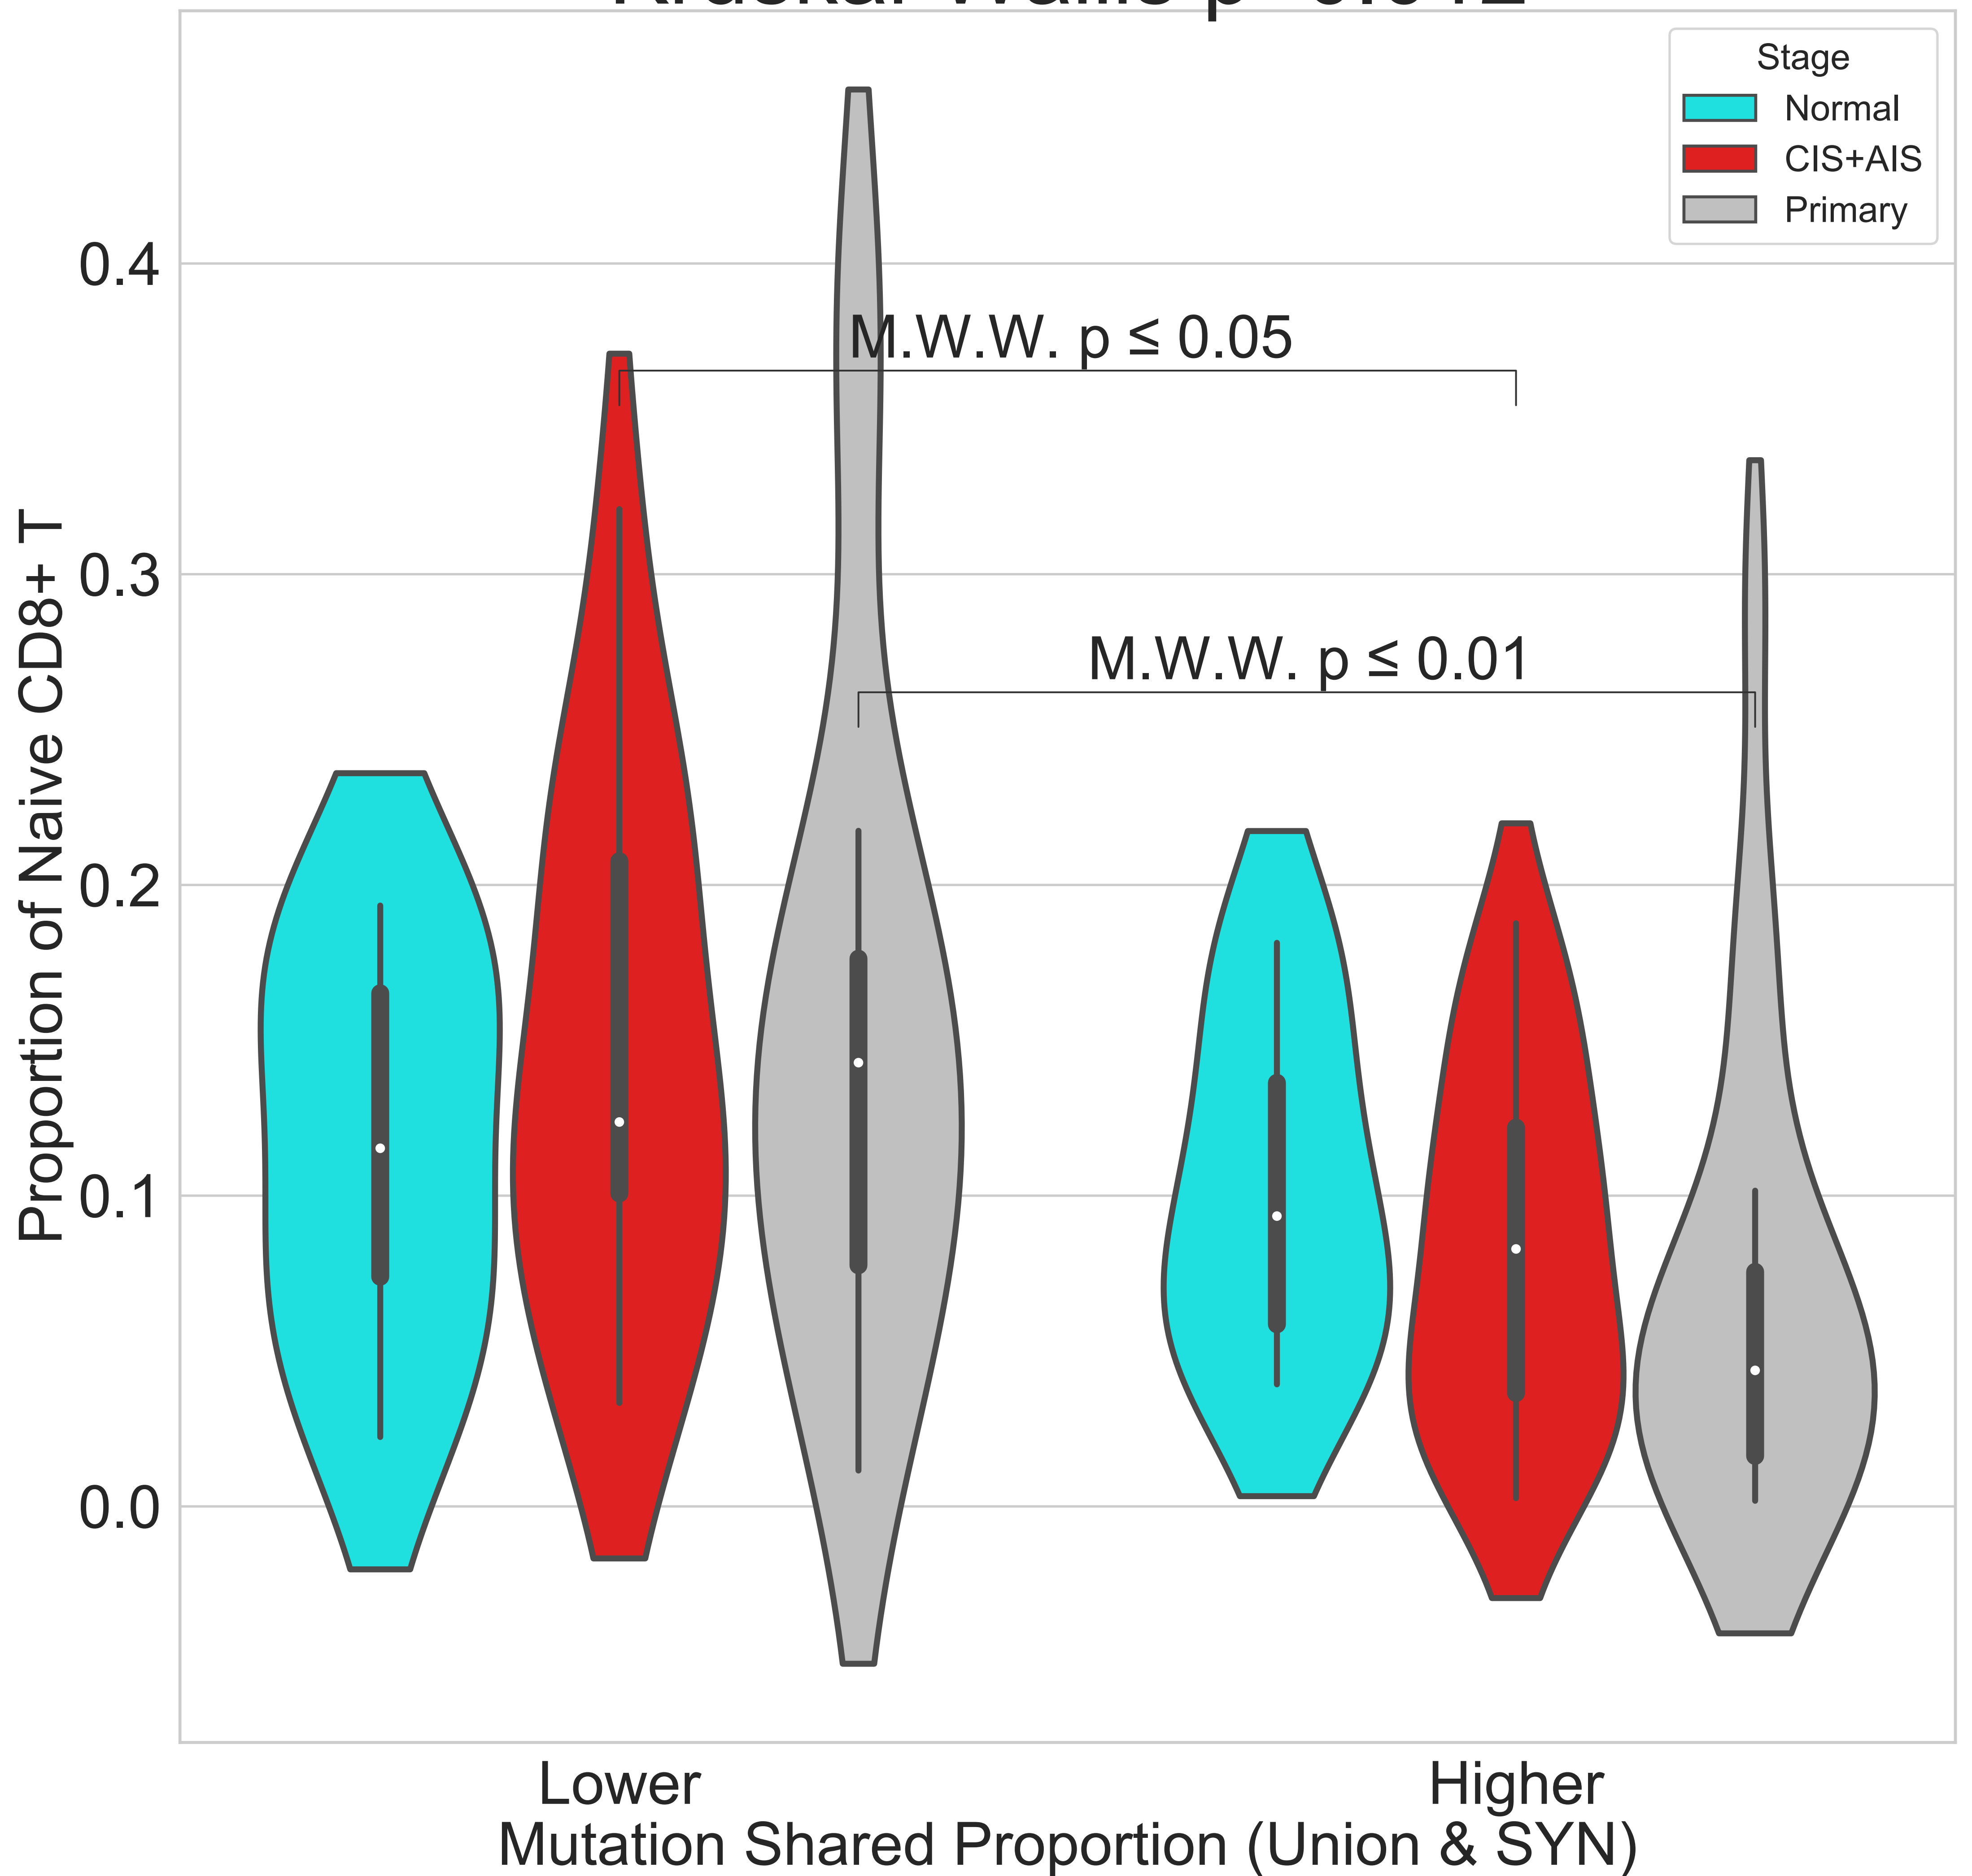 Stage
Normal
CIS+AIS
Primary
0.4
M.W.W. p ≤ 0.05
0.3
M.W.W. p ≤ 0.01
0.2
0.1
0.0
Proportion of Naive CD8+ T
Lower
Higher
Mutation Shared Proportion (Union & SYN)